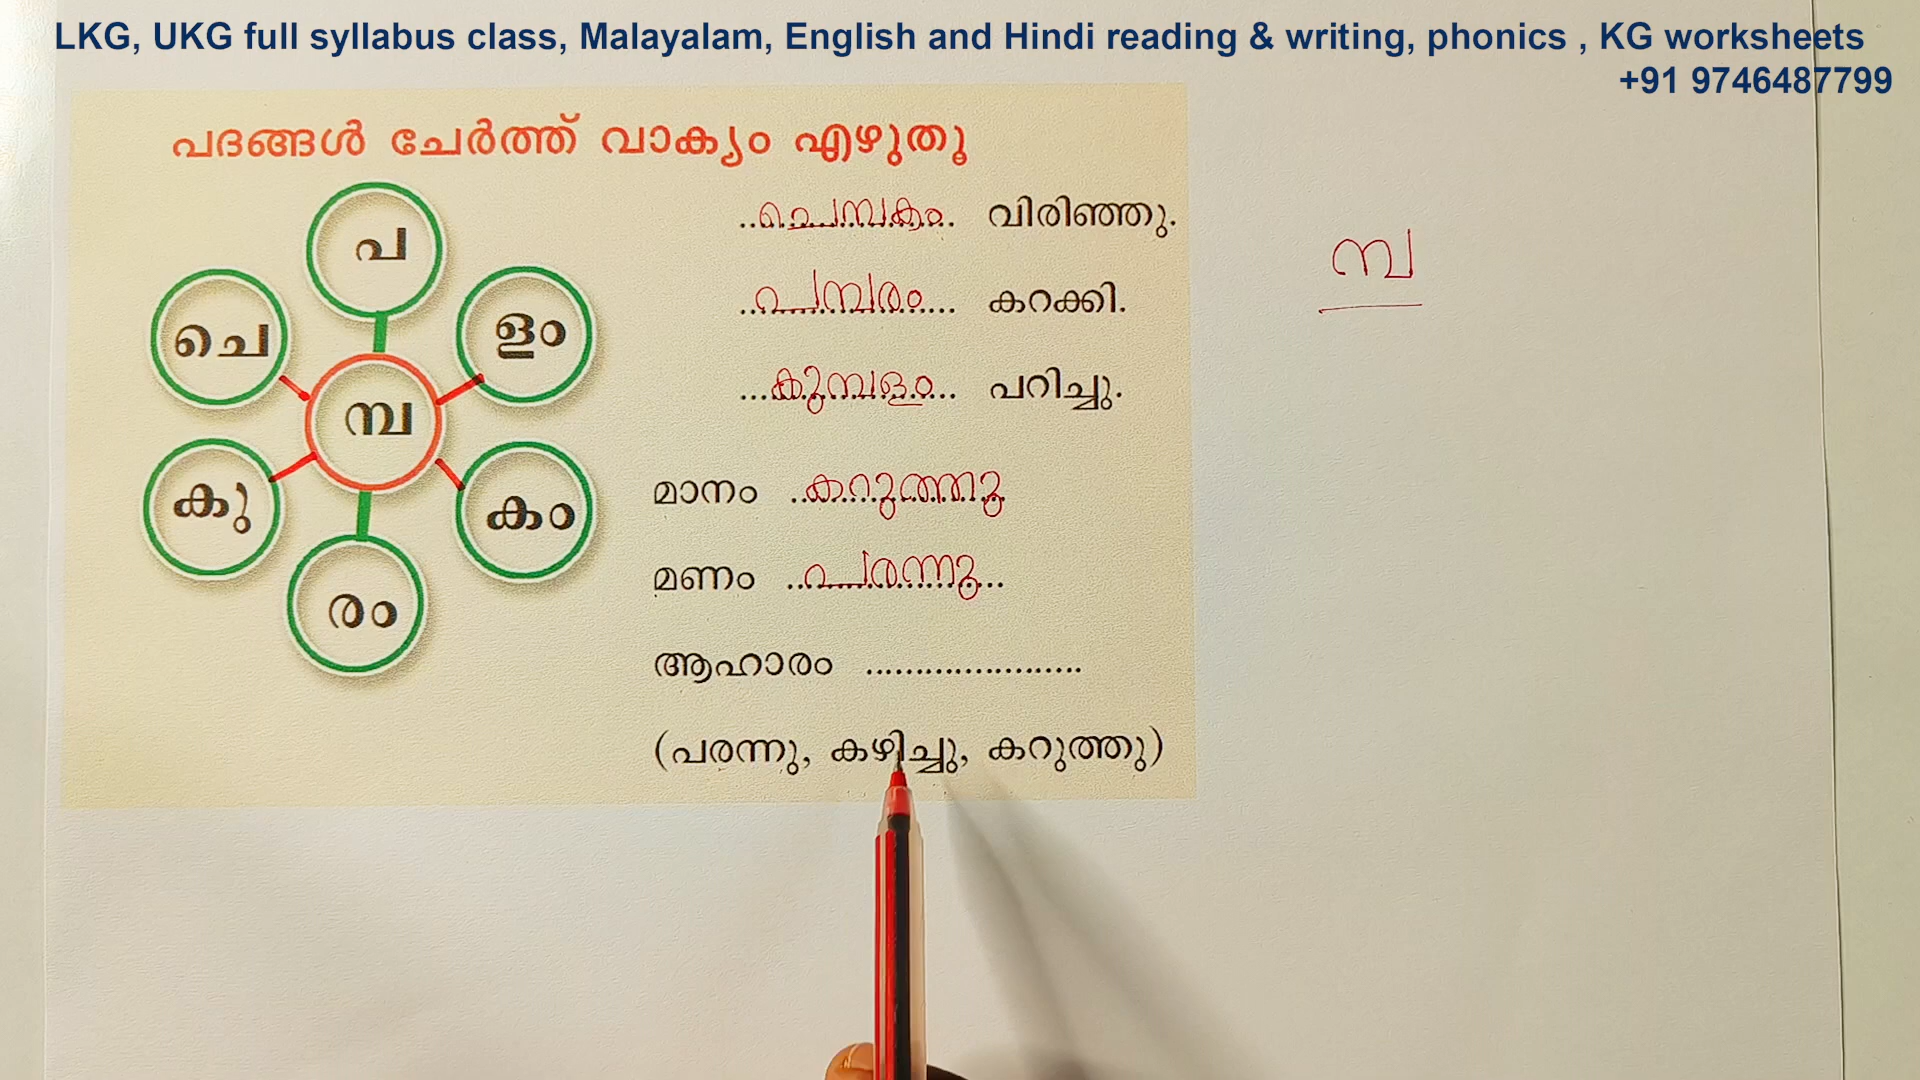 LKG, UKG full syllabus class, Malayalam, English and Hindi reading & writing, phonics , KG worksheets
+91 9746487799
പദങ്ങൾ ചേർത്ത് വാക്യം എഴുതൂ
പ
ചെ
ളം
മ്പ
കു
കം
രം
..ചെമ്പകം.. വിരിഞ്ഞു.
..പമ്പരം.... കറക്കി.
...കുമ്പളം... പറിച്ചു.
മാനം ..കറുത്തു
മണം ..പരന്നു...
ആഹാരം ......................
(പരന്നു, കഴിച്ചു, കറുത്തു)
മ്പ